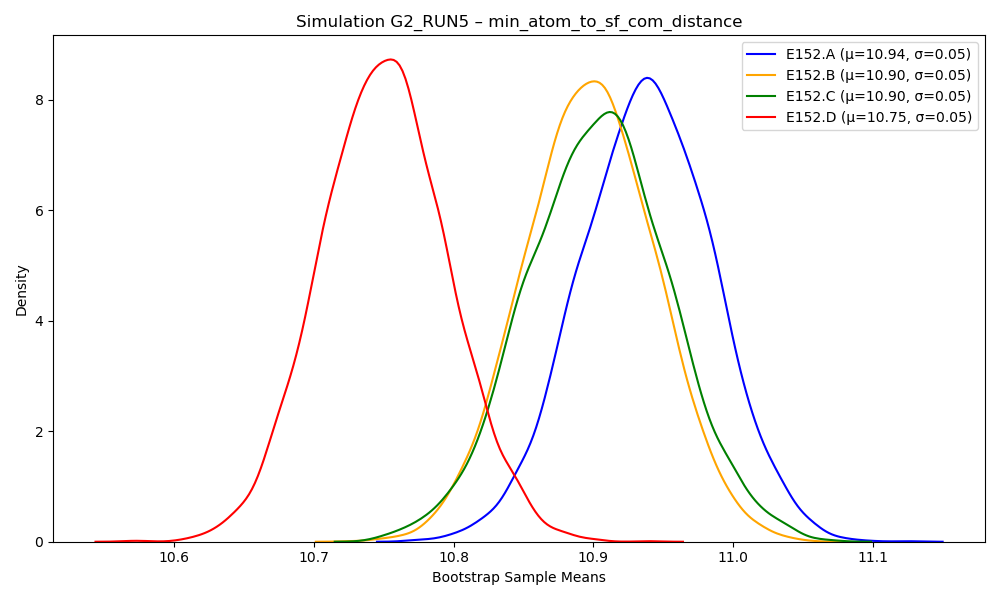 Simulation G2_RUN5 – min_atom_to_sf_com_distance
E152.A (μ=10.94, σ=0.05)
E152.B (μ=10.90, σ=0.05)
E152.C (μ=10.90, σ=0.05)
E152.D (μ=10.75, σ=0.05)
Density
8
6
4
2
0
10.6 10.7 10.8 10.9 11.0 11.1
Bootstrap Sample Means